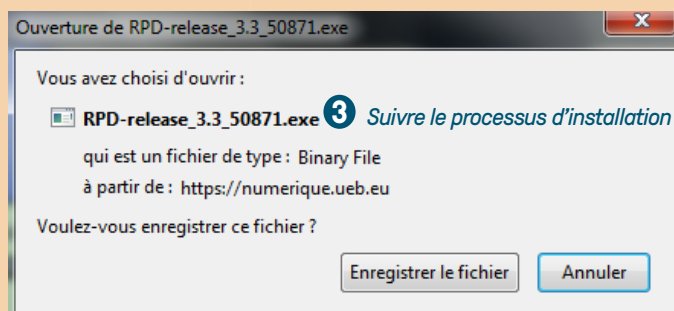 Ouverture de RPD-release_3.3_50871.exe
Vous avez choisi d'ouvrir :
RPD-release_3.3_50871.exe 3 Suivre le processus d'installation
qui est un fichier de type : Binary File
à partir de : https://numerique.ueb.eu
Voulez-vous enregistrer ce fichier ?
Enregistrer le fichier Annuler